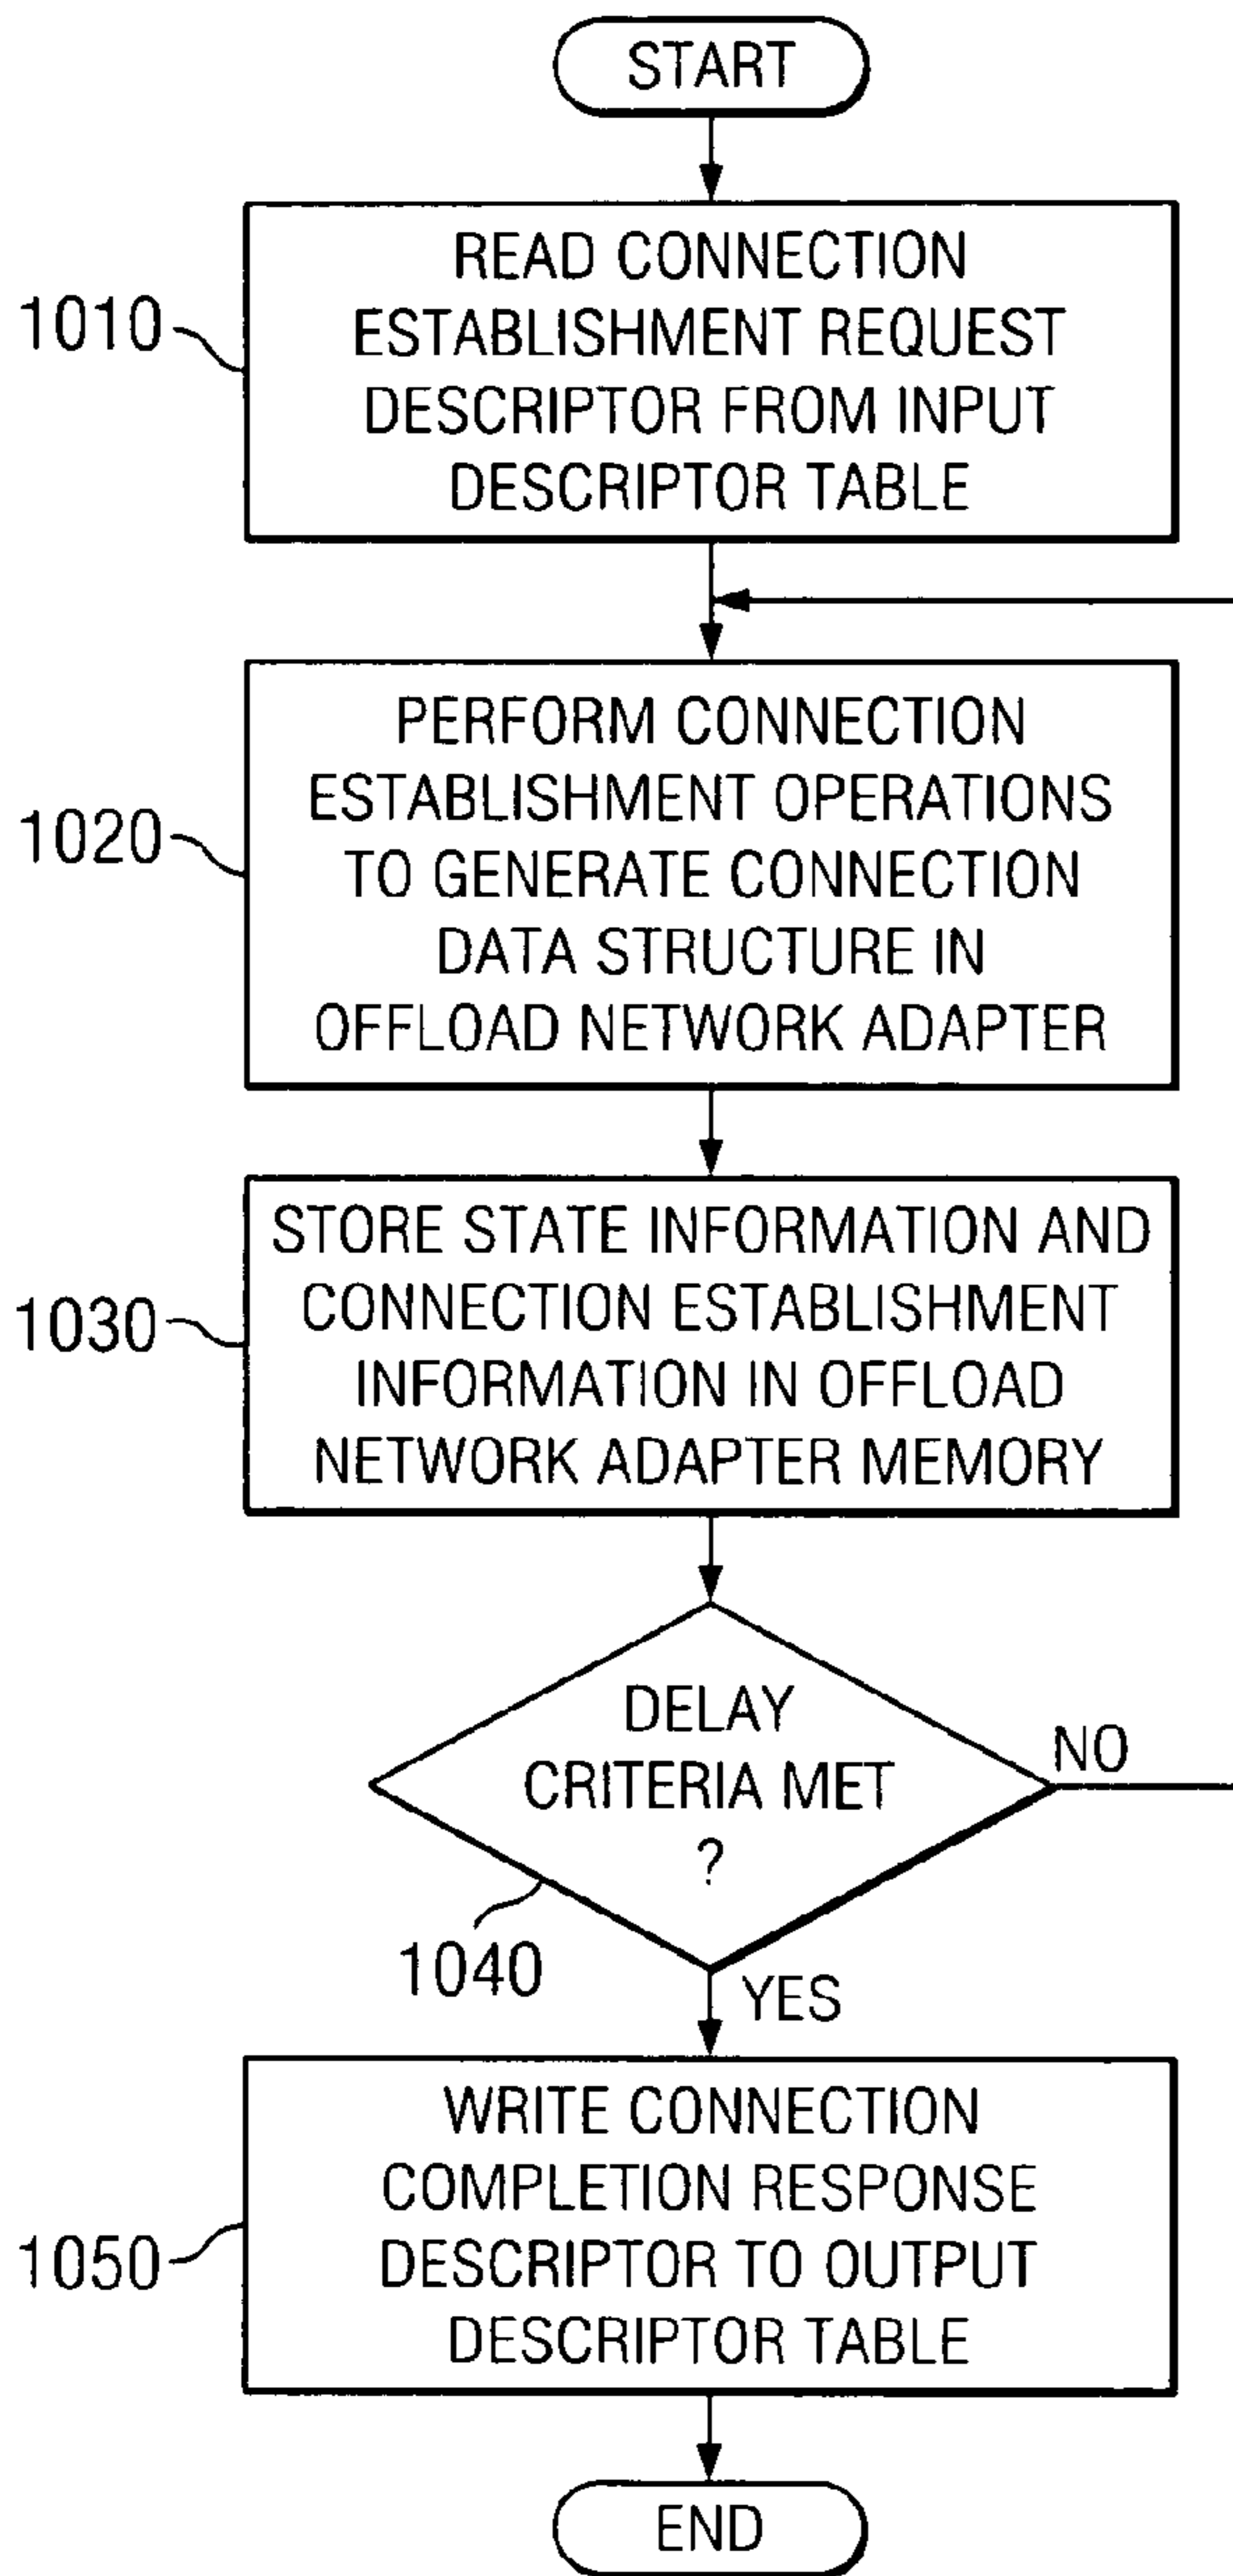 START
READ CONNECTION
ESTABLISHMENT REQUEST
DESCRIPTOR FROM INPUT
DESCRIPTOR TABLE
1010
PERFORM CONNECTION
ESTABLISHMENT OPERATIONS
TO GENERATE CONNECTION
DATA STRUCTURE IN
OFFLOAD NETWORK ADAPTER
1020
STORE STATE INFORMATION AND
CONNECTION ESTABLISHMENT
INFORMATION IN OFFLOAD
NETWORK ADAPTER MEMORY
1030
DELAY
CRITERIA MET
?
NO
1040
YES
WRITE CONNECTION
COMPLETION RESPONSE
DESCRIPTOR TO OUTPUT
DESCRIPTOR TABLE
1050
END